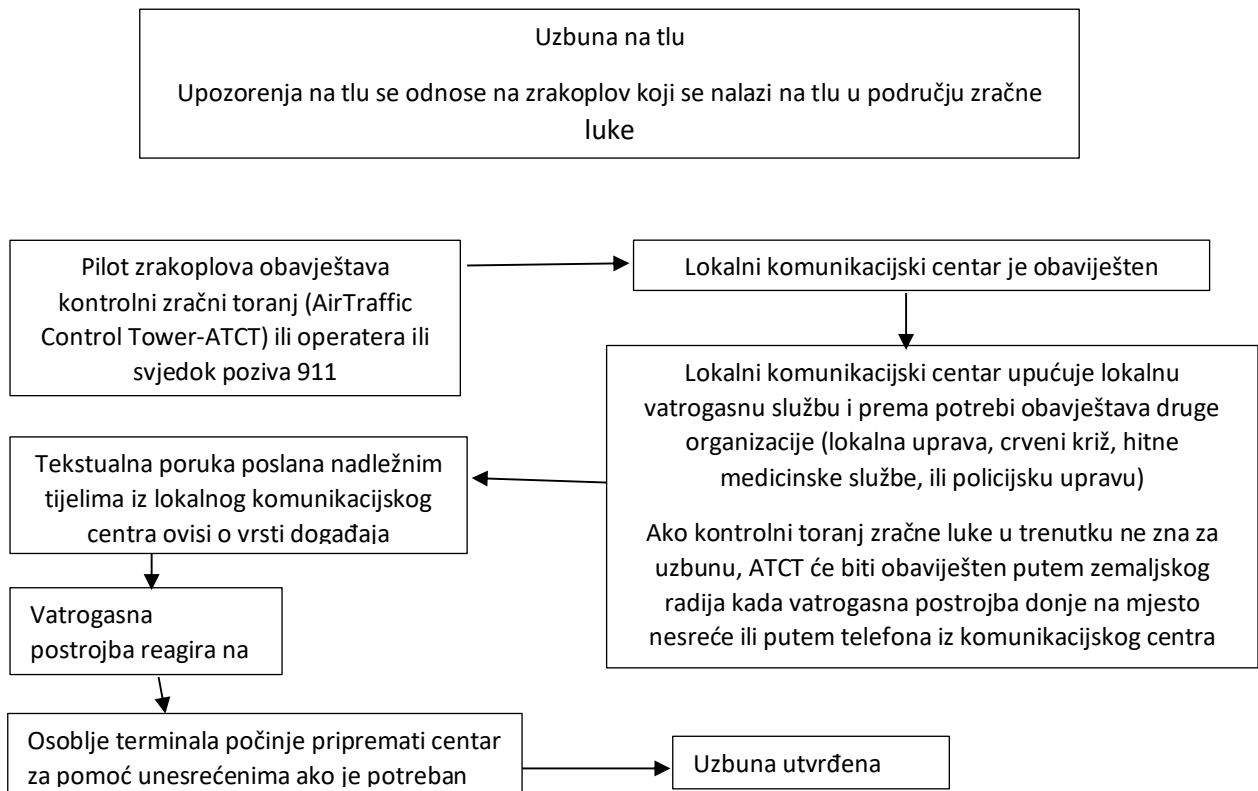 Uzbuna na tlu
Upozorenja na tlu se odnose na zrakoplov koji se nalazi na tlu u području zračne
luke
Pilot zrakoplova obavještava
kontrolni zračni toranj (AirTraffic
Control Tower-ATCT) ili operatera ili
svjedok poziva 911
Lokalni komunikacijski centar je obaviješten
Lokalni komunikacijski centar upućuje lokalnu
vatrogasnu službu i prema potrebi obavještava druge
organizacije (lokalna uprava, crveni križ, hitne
medicinske službe, ili policijsku upravu)
Ako kontrolni toranj zračne luke u trenutku ne zna za
uzbunu, ATCT će biti obaviješten putem zemaljskog
radija kada vatrogasna postrojba donje na mjesto
nesreće ili putem telefona iz komunikacijskog centra
Tekstualna poruka poslana nadležnim
tijelima iz lokalnog komunikacijskog
centra ovisi o vrsti događaja
Vatrogasna
postrojba reagira na
Osoblje terminala počinje pripremati centar
za pomoć unesrećenima ako je potreban
Uzbuna utvrđena